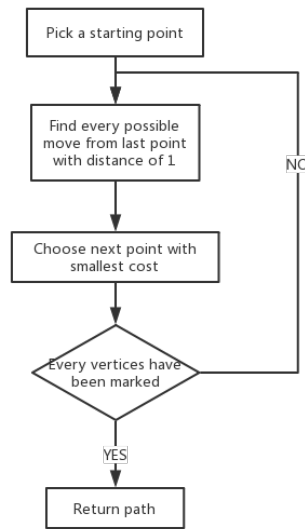 Pick a starting point
Find every possible
move from last point
with distance of 1
NO
Choose next point with
smallest cost
Every vertices have
been marked
YES
Return path